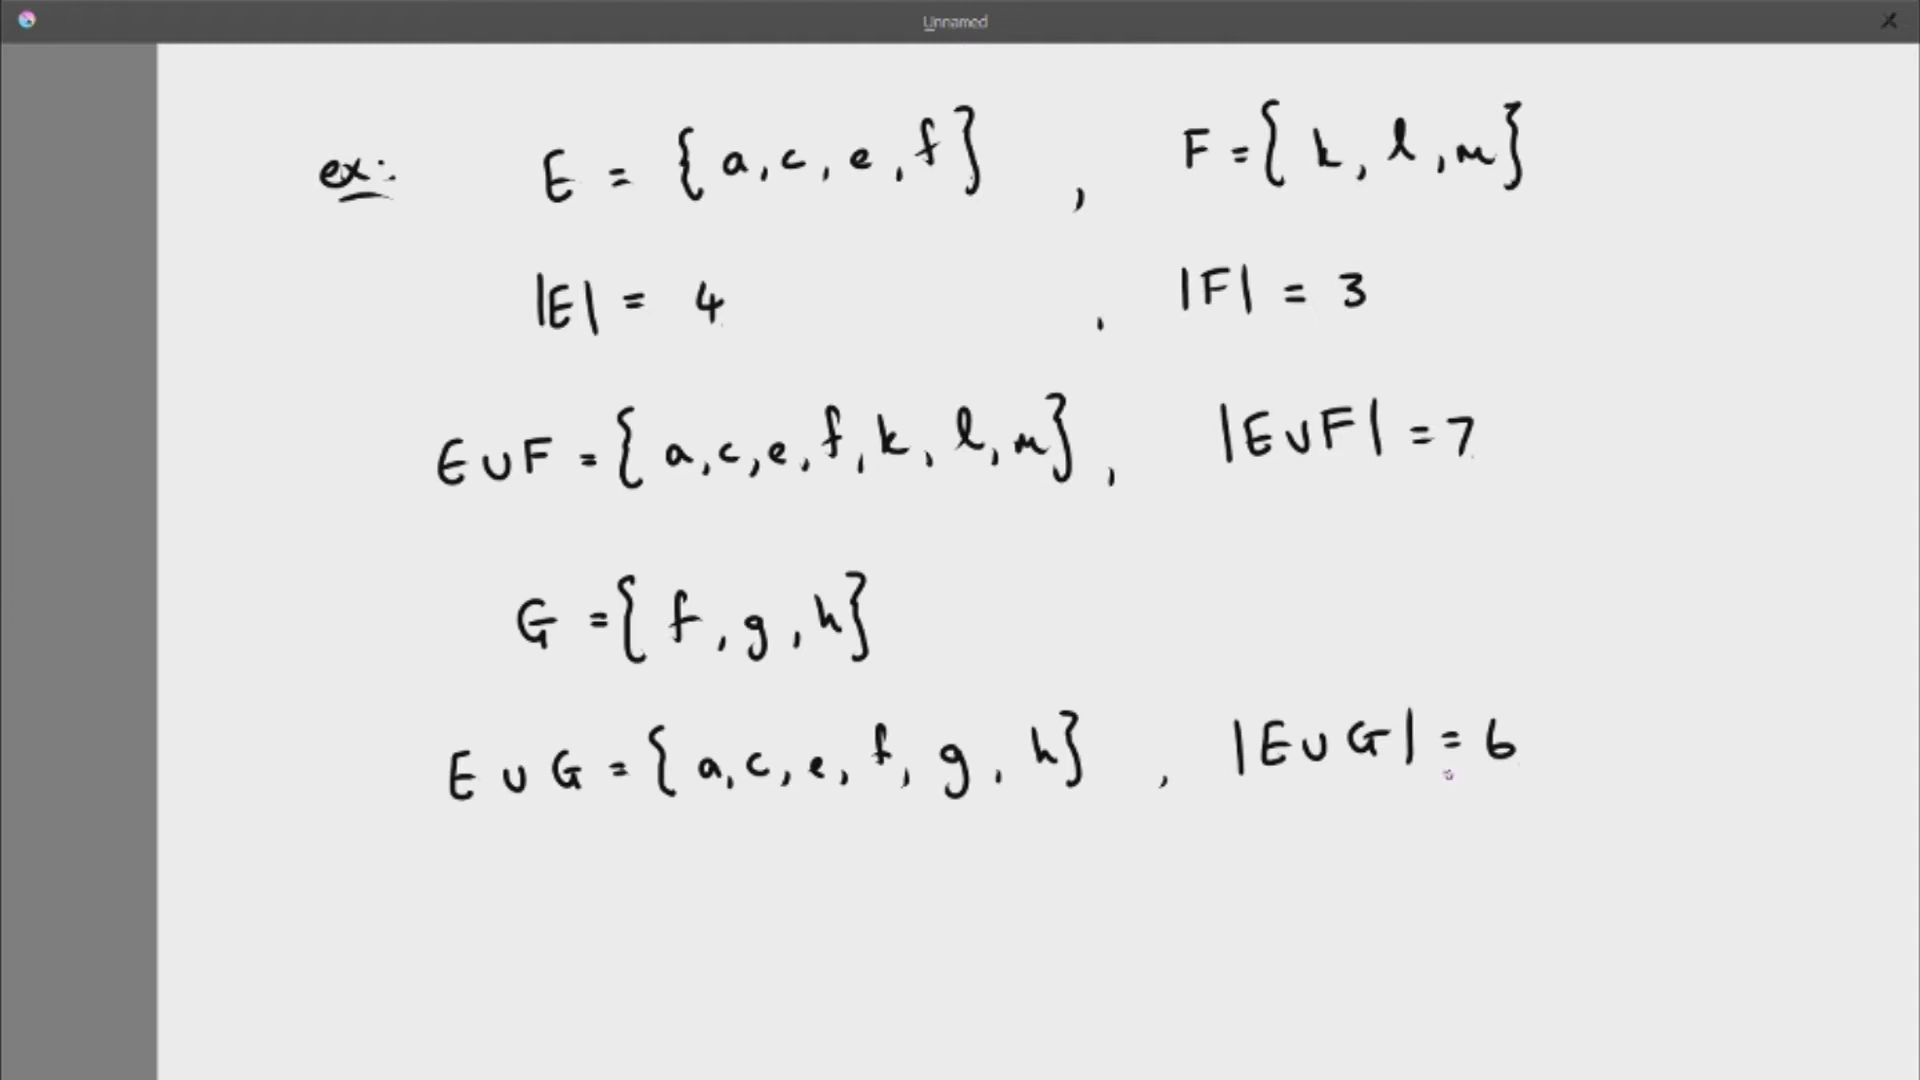 Unnamed
ex: E = {a, c, e, f} , F = {k, l, m}
|E| = 4 , |F| = 3
E∪F = {a, c, e, f, k, l, m} , |E∪F| = 7
G = {f, g, h}
E∪G = {a, c, e, f, g, h} , |E∪G| = 6